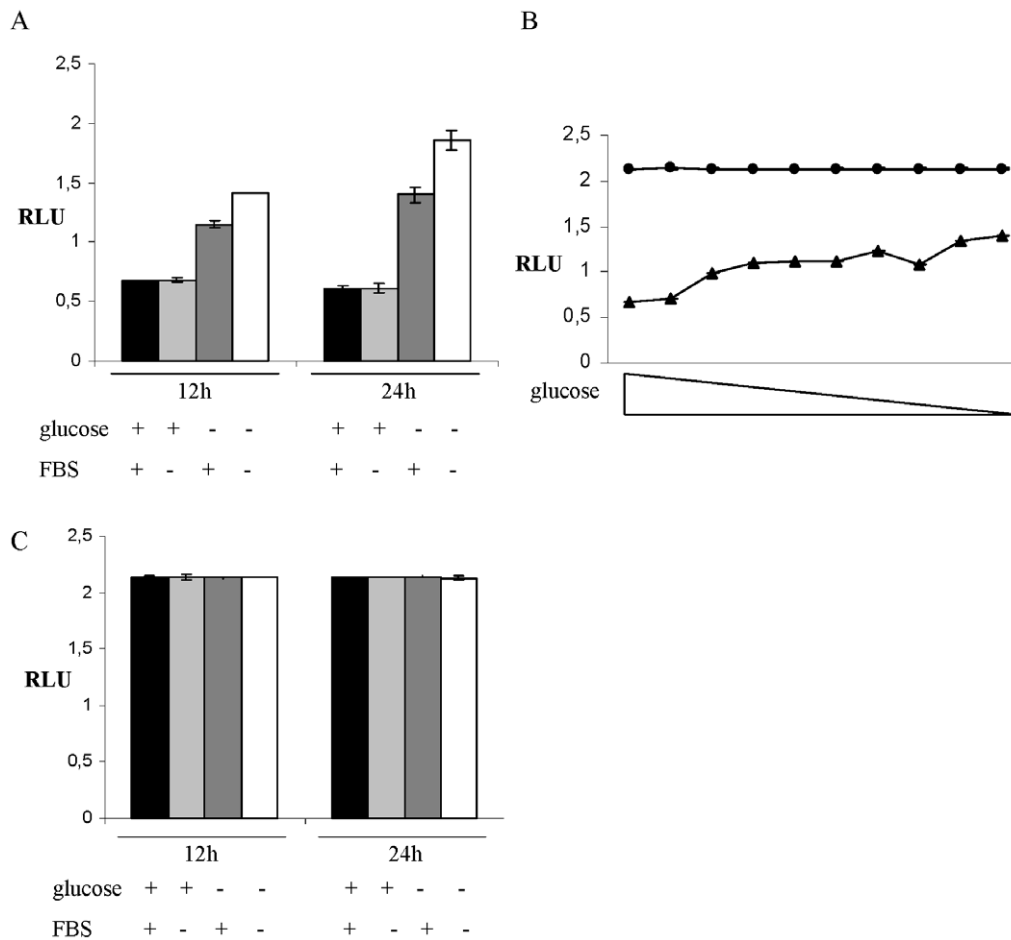 A
2,5
2
1,5
RLU
1
0,5
0
12h
24h
glucose + + - - + + - -
FBS + - + - + - + -
B
2,5
2
1,5
RLU
1
0,5
0
glucose
C
2,5
2
1,5
RLU
1
0,5
0
12h
24h
glucose + + - - + + - -
FBS + - + - + - + -